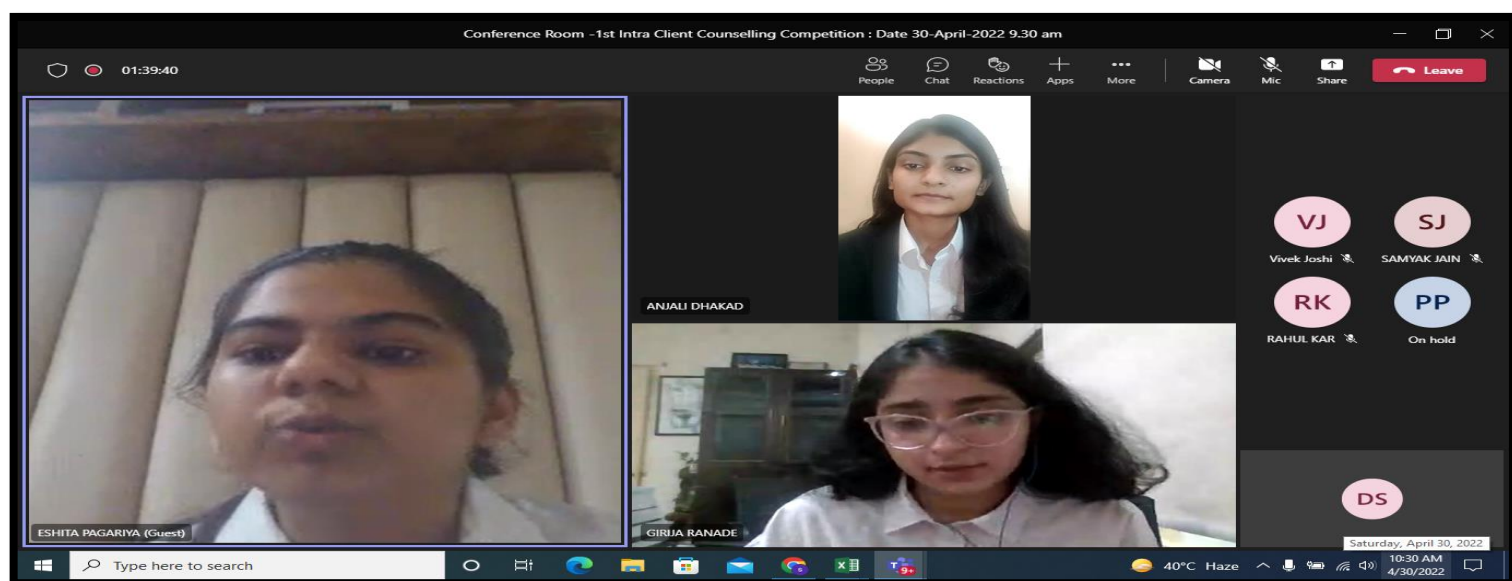 Conference Room -1st Intra Client Counselling Competition : Date 30-April-2022 9.30 am
01:39:40
People Chat Reactions Apps More Camera Mic Share Leave
VJ SJ
Vivek Joshi SAMYAK JAIN
RK PP
RAHUL KAR On hold
ANJALI DHAKAD
DS
ESHITA PAGARIYA (Guest) GIRIJA RANADE
Saturday, April 30, 2022
Type here to search 9+ 40°C Haze 10:30 AM
4/30/2022